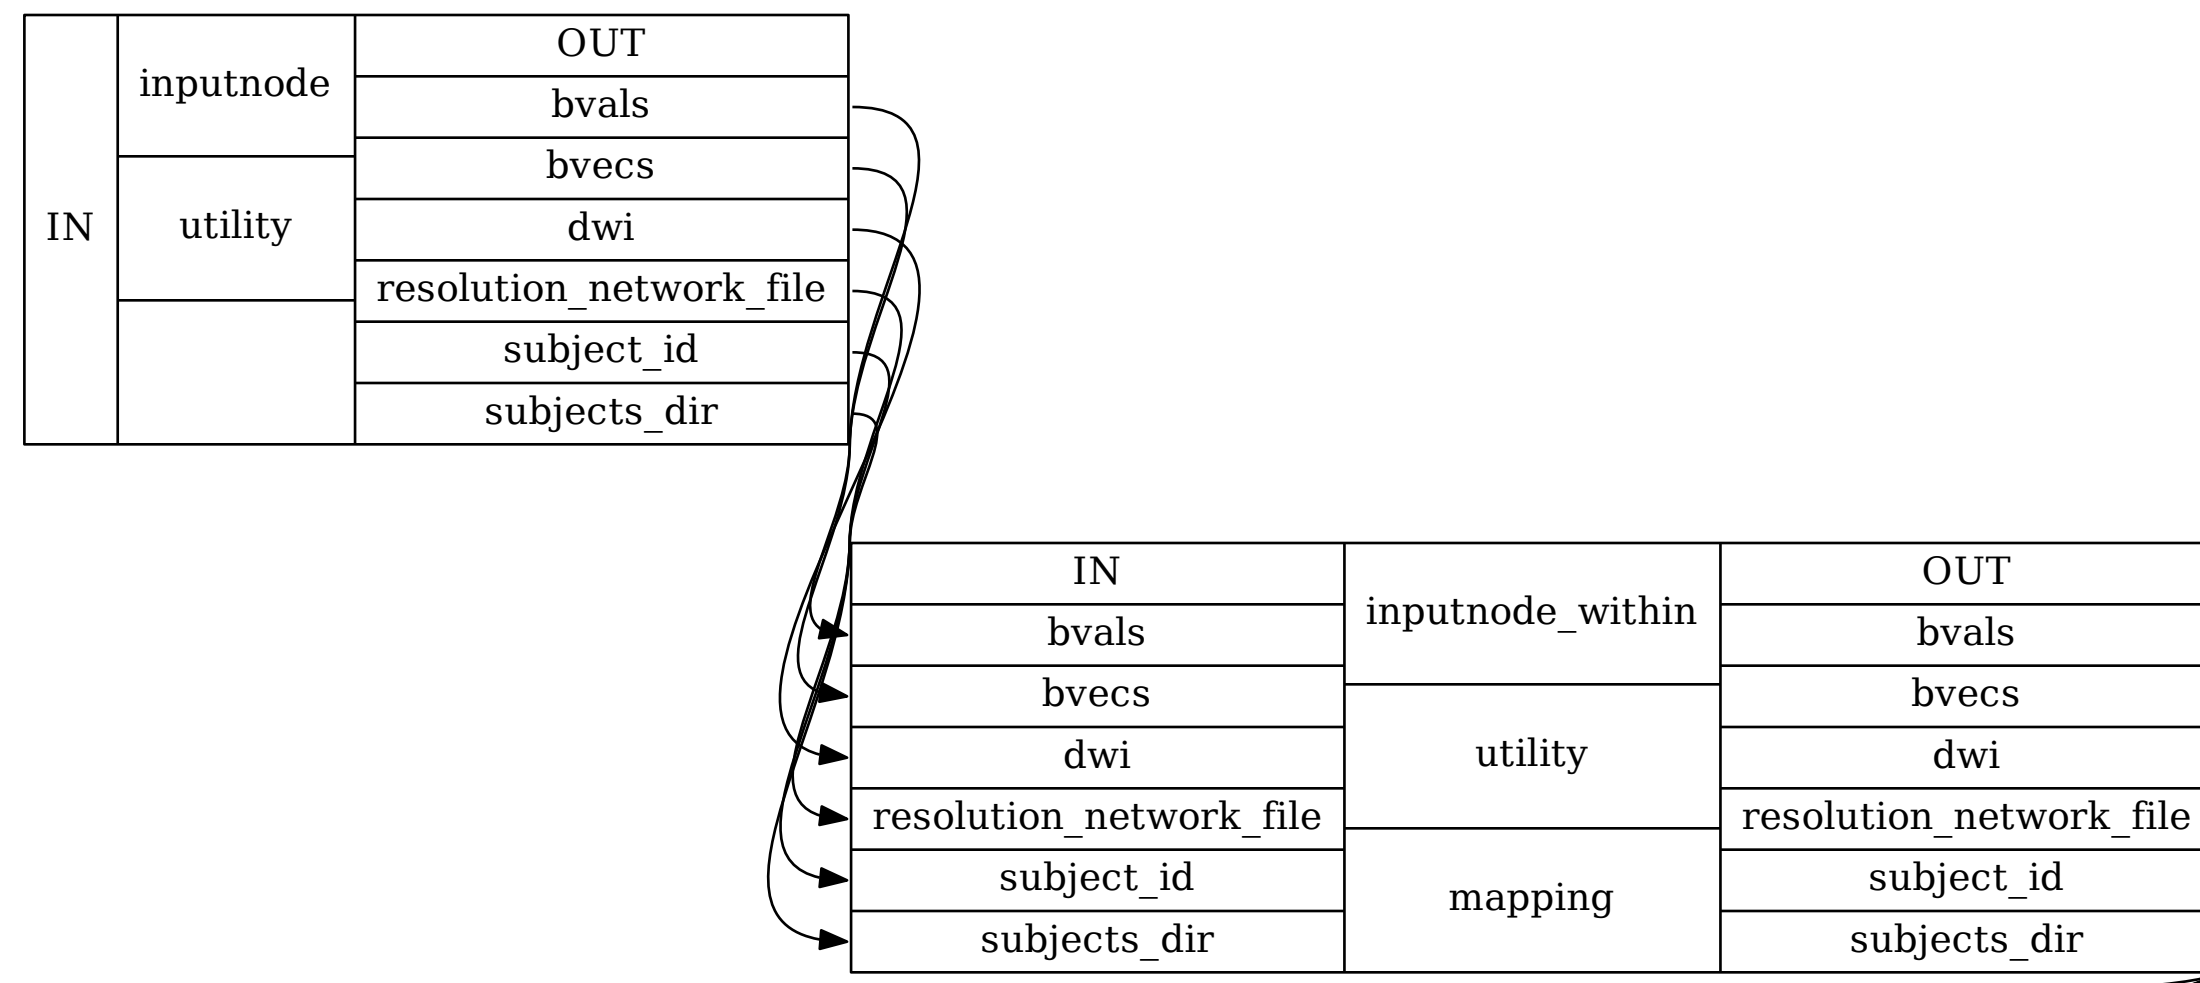 IN
inputnode
utility
OUT
bvals
bvecs
dwi
resolution_network_file
subject_id
subjects_dir
IN
bvals
bvecs
dwi
resolution_network_file
subject_id
subjects_dir
inputnode_within
utility
mapping
OUT
bvals
bvecs
dwi
resolution_network_file
subject_id
subjects_dir